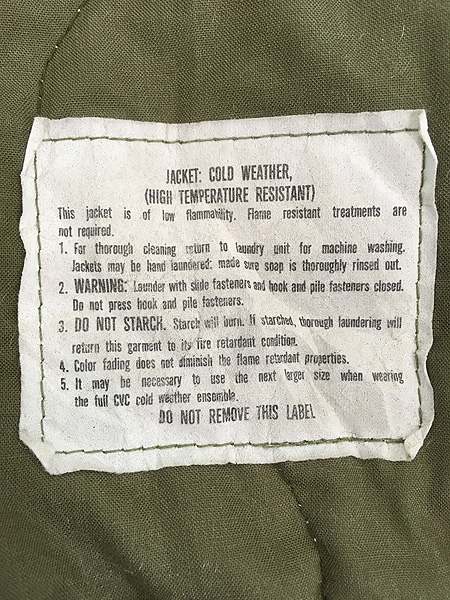 JACKET: COLD WEATHER,
(HIGH TEMPERATURE RESISTANT)
This jacket is of low flammability. Flame resistant treatments are
not required.
1. For thorough cleaning return to laundry unit for machine washing.
Jackets may be hand laundered: made sure soap is thoroughly rinsed out.
2. WARNING: Launder with slide fasteners and hook and pile fasteners closed.
Do not press hook and pile fasteners.
3. DO NOT STARCH. Starch will burn. If starched, thorough laundering will
return this garment to its fire retardant condition.
4. Color fading does not diminish the flame retardant properties.
5. It may be necessary to use the next larger size when wearing
the full CVC cold weather ensemble.
DO NOT REMOVE THIS LABEL